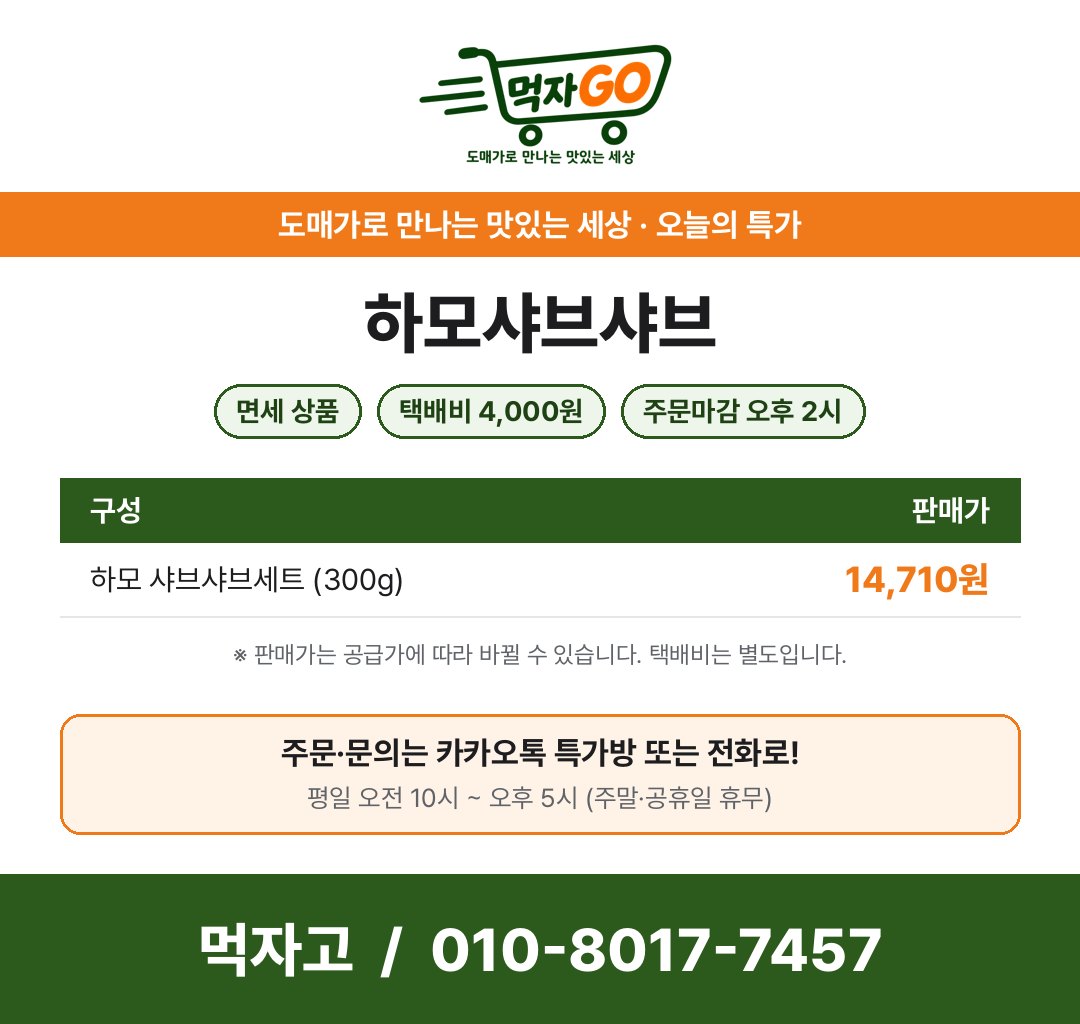 먹자GO
도매가로 만나는 맛있는 세상
도매가로 만나는 맛있는 세상 · 오늘의 특가
하모샤브샤브
면세 상품 택배비 4,000원 주문마감 오후 2시
구성 판매가
하모 샤브샤브세트 (300g) 14,710원
※ 판매가는 공급가에 따라 바뀔 수 있습니다. 택배비는 별도입니다.
주문·문의는 카카오톡 특가방 또는 전화로!
평일 오전 10시 ~ 오후 5시 (주말·공휴일 휴무)
먹자고 / 010-8017-7457